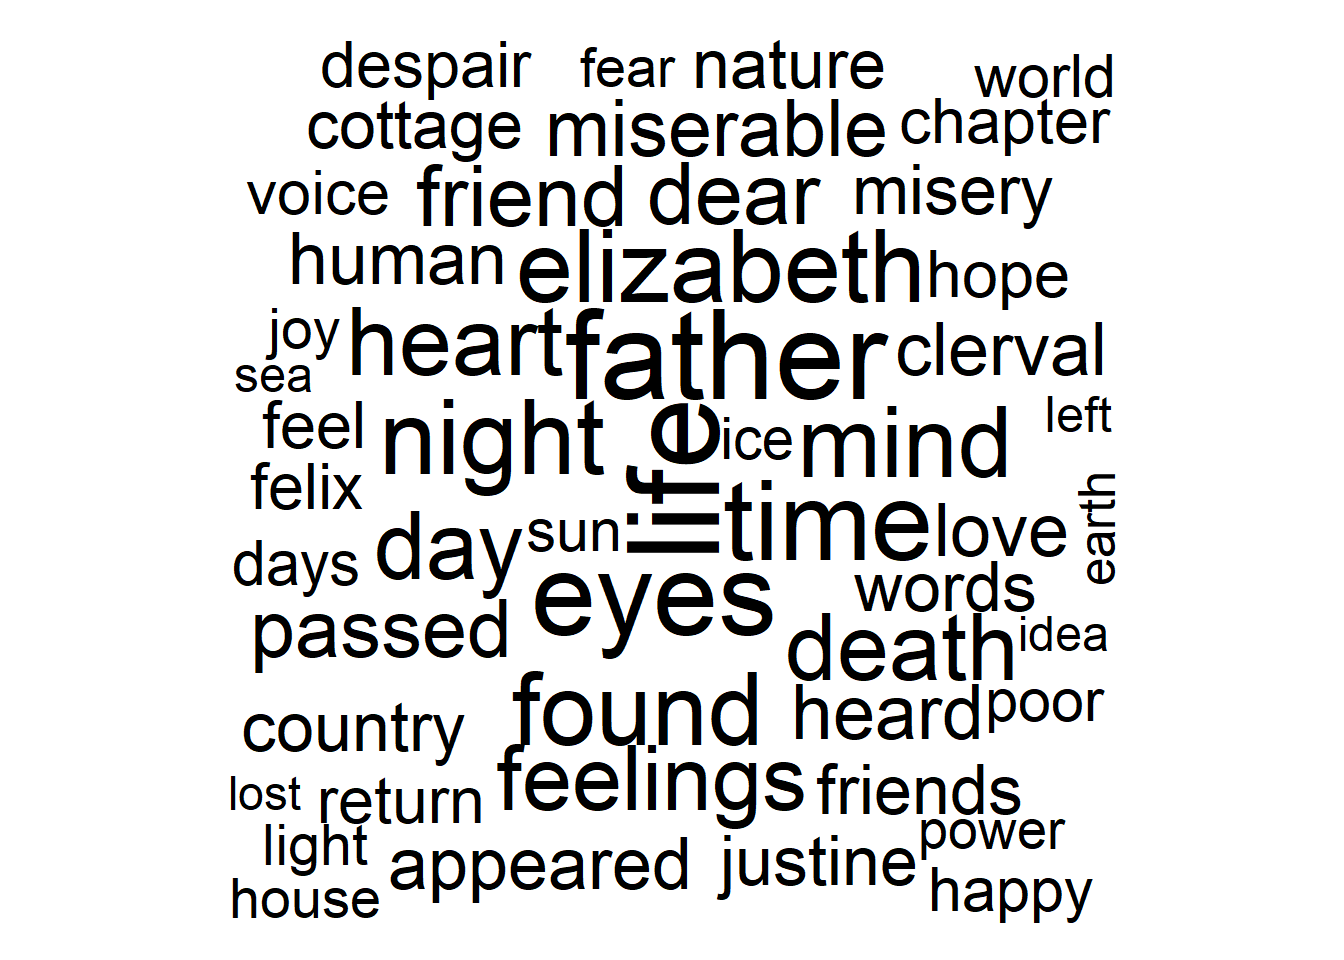 despair fear nature world
cottage miserable chapter
voice friend dear misery
human elizabeth hope
joy heart father clerval
sea
feel night life ice mind left
felix
days day sun time love earth
passed eyes words
death idea
country found heard poor
lost return feelings friends
light appeared justine power
house happy